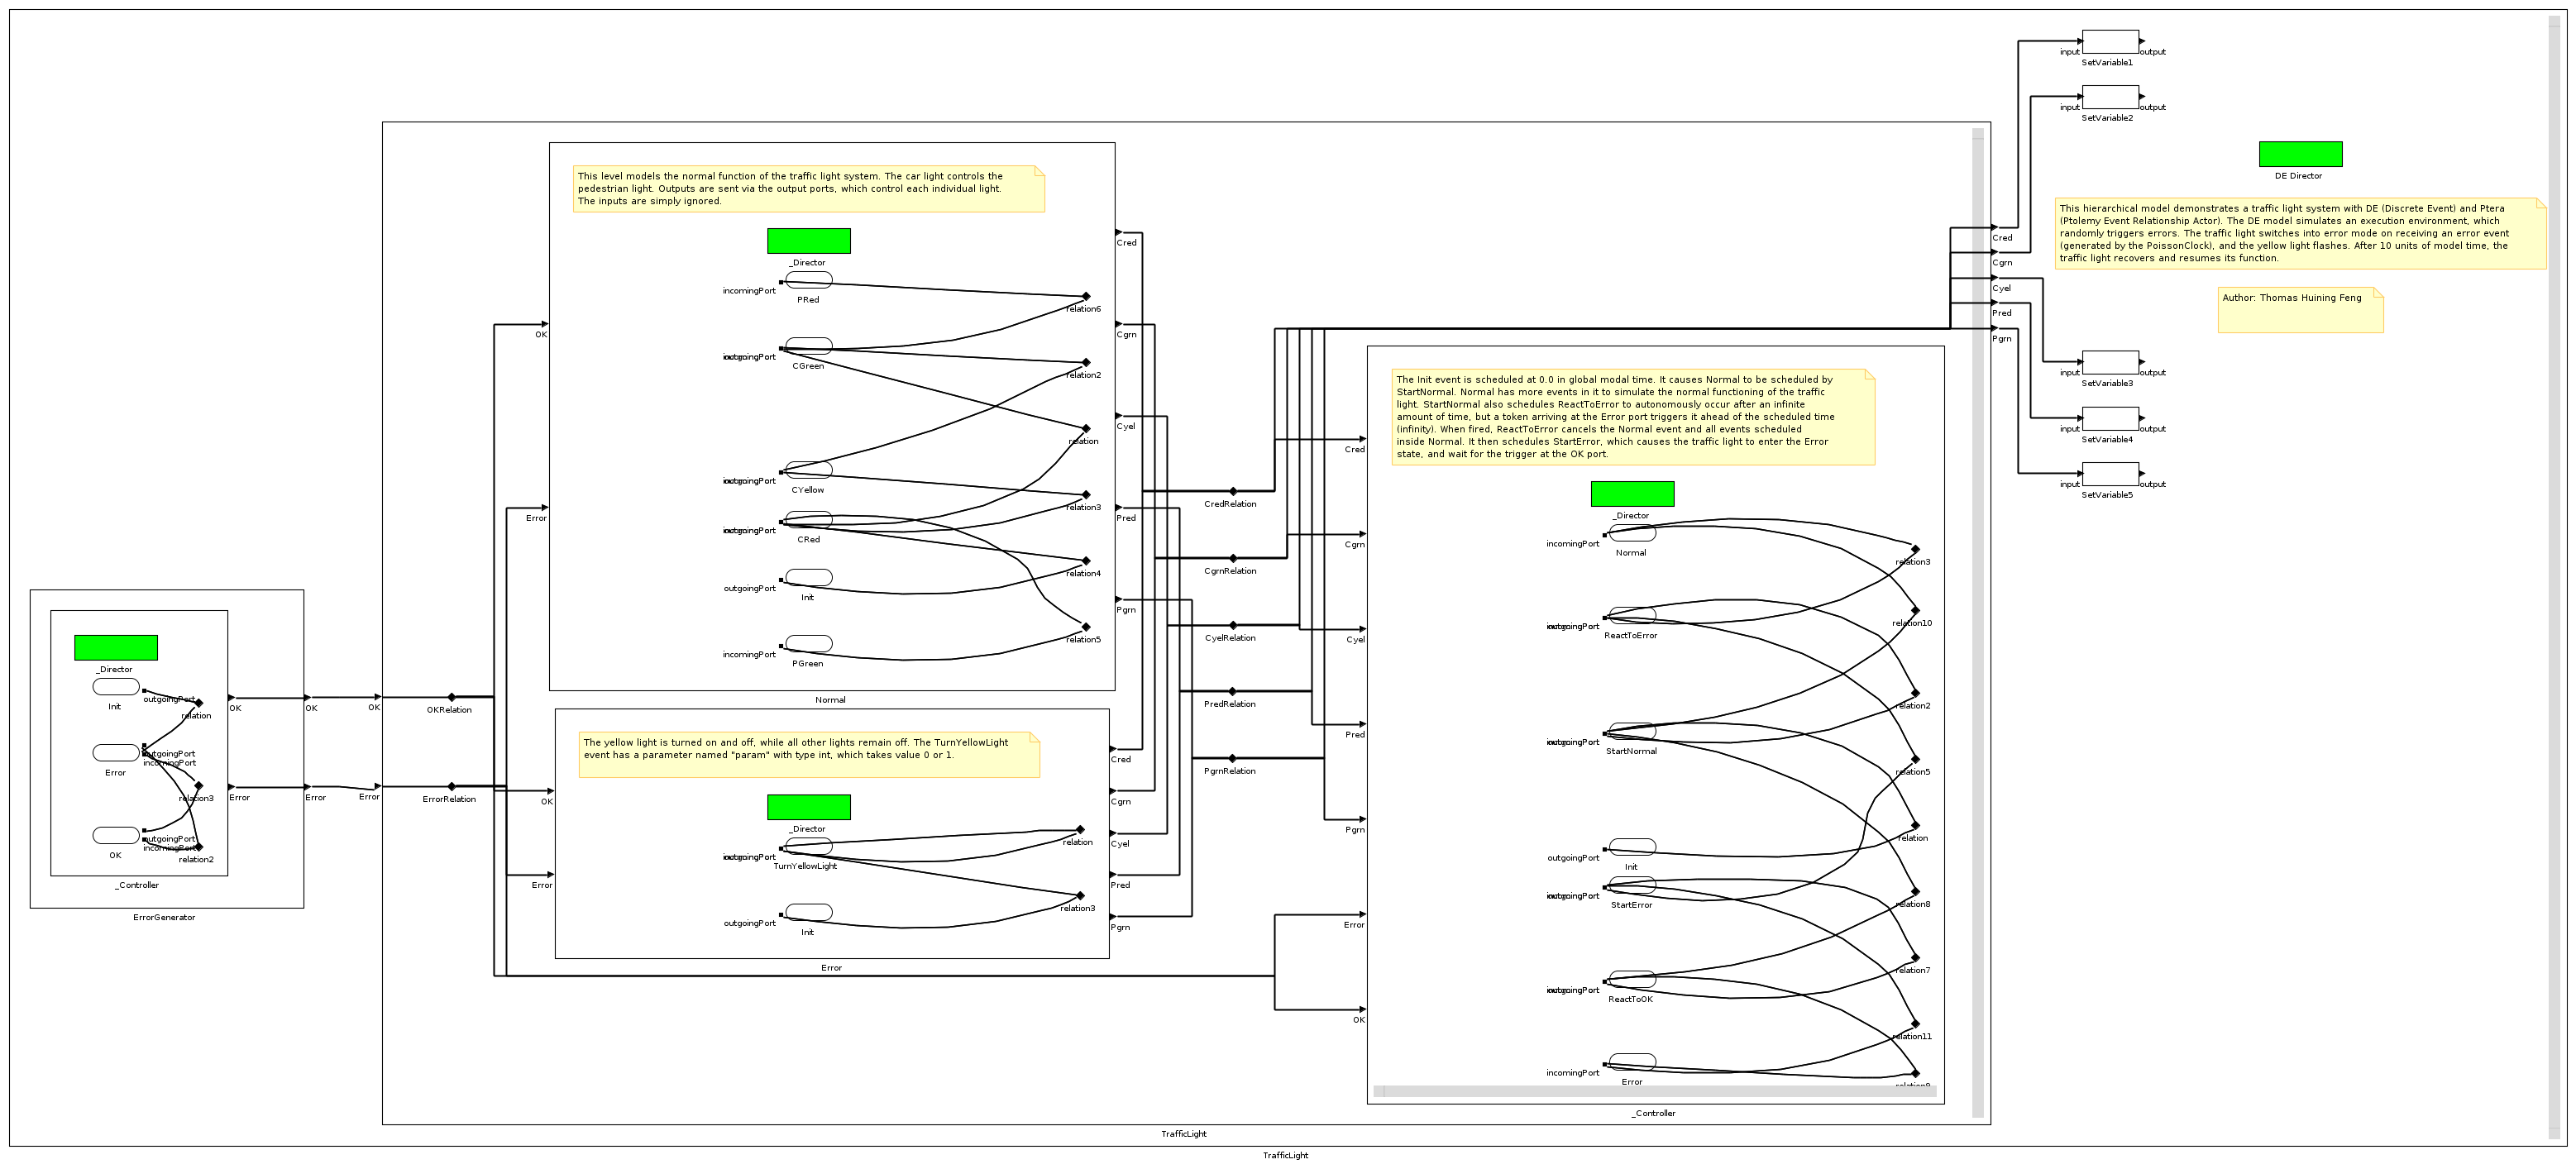 input
output
SetVariable1
input
output
SetVariable2
DE Director
This hierarchical model demonstrates a traffic light system with DE (Discrete Event) and Ptera
(Ptolemy Event Relationship Actor). The DE model simulates an execution environment, which
randomly triggers errors. The traffic light switches into error mode on receiving an error event
(generated by the PoissonClock), and the yellow light flashes. After 10 units of model time, the
traffic light recovers and resumes its function.
Author: Thomas Huining Feng
input
output
SetVariable3
input
output
SetVariable4
input
output
SetVariable5
Cred
Cgrn
Cyel
Pred
Pgrn
This level models the normal function of the traffic light system. The car light controls the
pedestrian light. Outputs are sent via the output ports, which control each individual light.
The inputs are simply ignored.
_Director
incomingPort
PRed
relation6
CGreen
relation2
relation
CYellow
relation3
CRed
relation4
outgoingPort
Init
relation5
incomingPort
PGreen
OK
Error
Cred
Cgrn
Cyel
Pred
Pgrn
Normal
The yellow light is turned on and off, while all other lights remain off. The TurnYellowLight
event has a parameter named "param" with type int, which takes value 0 or 1.
_Director
TurnYellowLight
relation
relation3
outgoingPort
Init
OK
Error
Cred
Cgrn
Cyel
Pred
Pgrn
Error
CredRelation
CgrnRelation
CyelRelation
PredRelation
PgrnRelation
The Init event is scheduled at 0.0 in global modal time. It causes Normal to be scheduled by
StartNormal. Normal has more events in it to simulate the normal functioning of the traffic
light. StartNormal also schedules ReactToError to autonomously occur after an infinite
amount of time, but a token arriving at the Error port triggers it ahead of the scheduled time
(infinity). When fired, ReactToError cancels the Normal event and all events scheduled
inside Normal. It then schedules StartError, which causes the traffic light to enter the Error
state, and wait for the trigger at the OK port.
_Director
incomingPort
Normal
relation3
relation10
ReactToError
relation2
StartNormal
relation5
relation
outgoingPort
Init
StartError
relation8
relation7
ReactToOK
relation11
incomingPort
Error
Cred
Cgrn
Cyel
Pred
Pgrn
Error
OK
_Controller
_Director
outgoingPort
Init
relation
outgoingPort
incomingPort
Error
relation3
outgoingPort
incomingPort
OK
relation2
OK
Error
_Controller
OK
Error
ErrorGenerator
OK
Error
OKRelation
ErrorRelation
TrafficLight
TrafficLight